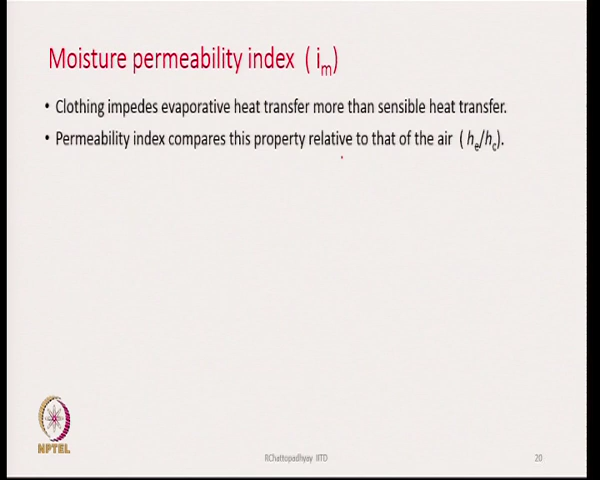 Moisture permeability index ( im)
• Clothing impedes evaporative heat transfer more than sensible heat transfer.
• Permeability index compares this property relative to that of the air ( he/hc).
NPTEL
RChattopadhyay IITD
20